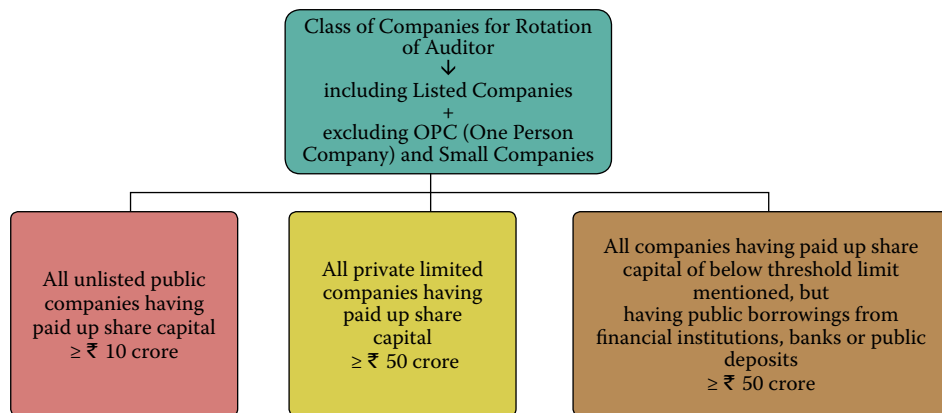 Class of Companies for Rotation
of Auditor
↓
including Listed Companies
+
excluding OPC (One Person
Company) and Small Companies
All unlisted public
companies having
paid up share capital
≥ ₹ 10 crore
All private limited
companies having
paid up share
capital
≥ ₹ 50 crore
All companies having paid up share
capital of below threshold limit
mentioned, but
having public borrowings from
financial institutions, banks or public
deposits
≥ ₹ 50 crore